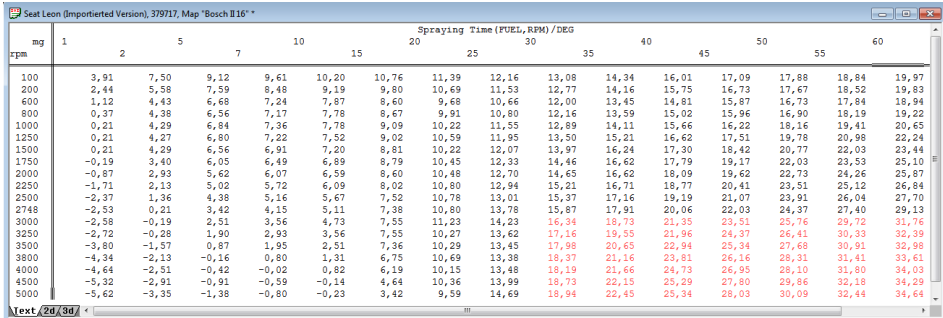 Seat Leon (Importierted Version), 379717, Map "Bosch II 16" *
Spraying Time(FUEL,RPM)/DEG
mg 1 5 10 20 30 40 50 60
rpm 2 7 15 25 35 45 55
100 3,91 7,50 9,12 9,61 10,20 10,76 11,39 12,16 13,08 14,34 16,01 17,09 17,88 18,84 19,97
200 2,44 5,58 7,59 8,48 9,19 9,80 10,69 11,53 12,77 14,16 15,75 16,73 17,67 18,52 19,83
600 1,12 4,43 6,68 7,24 7,87 8,60 9,68 10,66 12,00 13,45 14,81 15,87 16,73 17,84 18,94
800 0,37 4,38 6,56 7,17 7,78 8,67 9,91 10,80 12,16 13,59 15,02 15,96 16,90 18,19 19,22
1000 0,21 4,29 6,84 7,36 7,78 9,09 10,22 11,55 12,89 14,11 15,66 16,22 18,16 19,41 20,65
1250 0,21 4,27 6,80 7,22 7,52 9,02 10,59 11,95 13,50 15,21 16,62 17,51 19,78 20,98 22,24
1500 0,21 4,29 6,56 6,91 7,20 8,81 10,22 12,07 13,97 16,24 17,30 18,42 20,77 22,03 23,44
1750 -0,19 3,40 6,05 6,49 6,89 8,79 10,45 12,33 14,46 16,62 17,79 19,17 22,03 23,53 25,10
2000 -0,87 2,93 5,62 6,07 6,59 8,60 10,48 12,70 14,65 16,62 18,09 19,62 22,73 24,26 25,87
2250 -1,71 2,13 5,02 5,72 6,09 8,02 10,80 12,94 15,21 16,71 18,77 20,41 23,51 25,12 26,84
2500 -2,37 1,36 4,38 5,16 5,67 7,52 10,78 13,01 15,37 17,16 19,19 21,07 23,91 26,04 27,70
2748 -2,53 0,21 3,42 4,15 5,11 7,38 10,80 13,78 15,87 17,91 20,06 22,03 24,37 27,40 29,13
3000 -2,58 -0,19 2,51 3,56 4,73 7,55 11,23 14,23 16,34 18,73 21,35 23,51 25,76 29,72 31,76
3250 -2,72 -0,28 1,90 2,93 3,56 7,55 10,27 13,62 17,16 19,55 21,96 24,37 26,41 30,33 32,39
3500 -3,80 -1,57 0,87 1,95 2,51 7,36 10,29 13,45 17,98 20,65 22,94 25,34 27,68 30,91 32,98
3800 -4,34 -2,13 -0,16 0,80 1,31 6,75 10,69 13,38 18,37 21,16 23,81 26,16 28,31 31,41 33,61
4000 -4,64 -2,51 -0,42 -0,02 0,82 6,19 10,15 13,48 18,19 21,66 24,73 26,95 28,10 31,80 34,03
4500 -5,32 -2,91 -0,91 -0,59 -0,14 4,64 10,36 13,99 18,73 22,15 25,29 27,80 29,86 32,18 34,29
5000 -5,62 -3,35 -1,38 -0,80 -0,23 3,42 9,59 14,69 18,94 22,45 25,34 28,03 30,09 32,44 34,64
Text 2d 3d